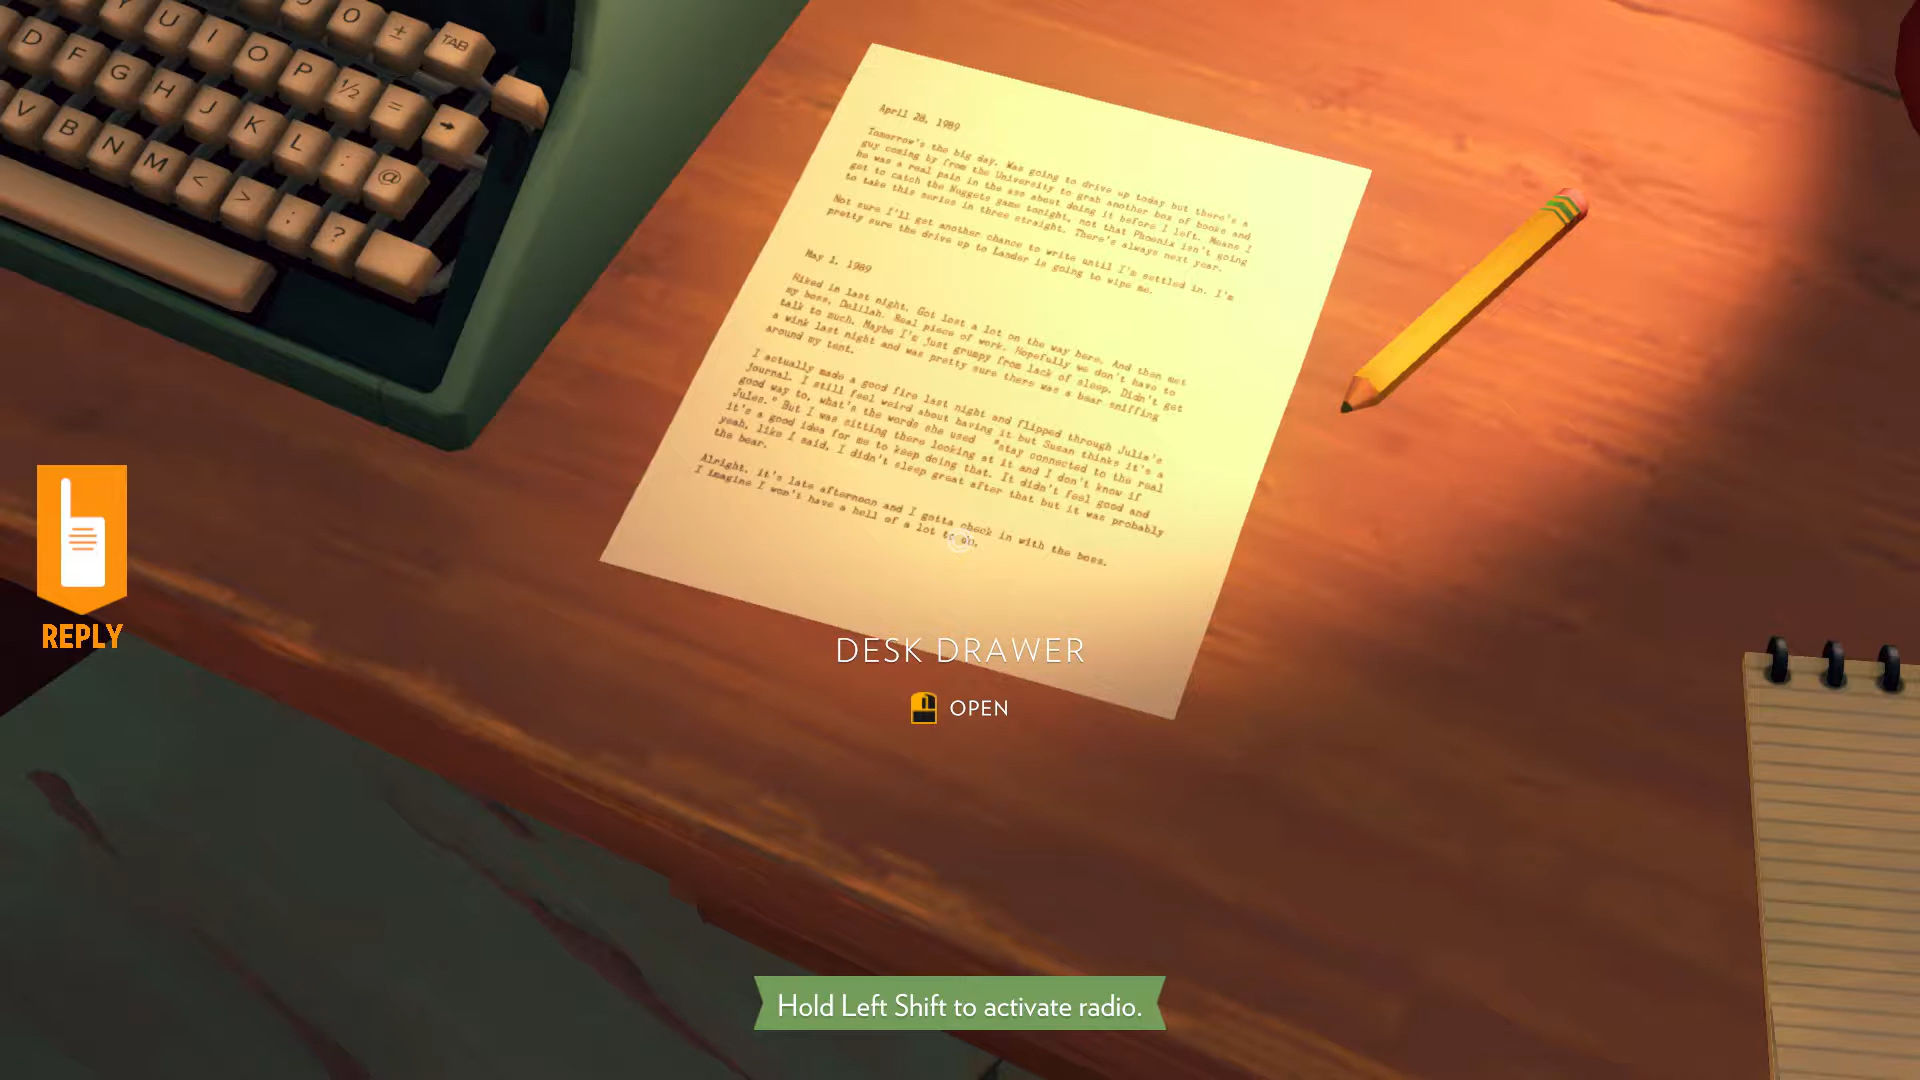 Y U I O P ½ = →
O ± TAB
D F G H J K L : @
V B N M < > ; ?
April 28, 1989
Tomorrow's the big day. Was going to drive up today but there's a
guy coming by from the University to grab another box of books and
he was a real pain in the ass about doing it before I left. Means I
get to catch the Nuggets game tonight, not that Phoenix isn't going
to take this series in three straight. There's always next year.
Not sure I'll get another chance to write until I'm settled in. I'm
pretty sure the drive up to Lander is going to wipe me.
May 1, 1989
Hiked in last night. Got lost a lot on the way here. And then met
my boss, Delilah. Real piece of work. Hopefully we don't have to
talk to much. Maybe I'm just grumpy from lack of sleep. Didn't get
a wink last night and was pretty sure there was a bear sniffing
around my tent.
I actually made a good fire last night and flipped through Julia's
journal. I still feel weird about having it but Susan thinks it's a
good way to, what's the words she used "stay connected to the real
Jules." But I was sitting there looking at it and I don't know if
it's a good idea for me to keep doing that. It didn't feel good and
yeah, like I said, I didn't sleep great after that but it was probably
the bear.
Alright, it's late afternoon and I gotta check in with the boss.
I imagine I won't have a hell of a lot to do.
REPLY
DESK DRAWER
OPEN
Hold Left Shift to activate radio.